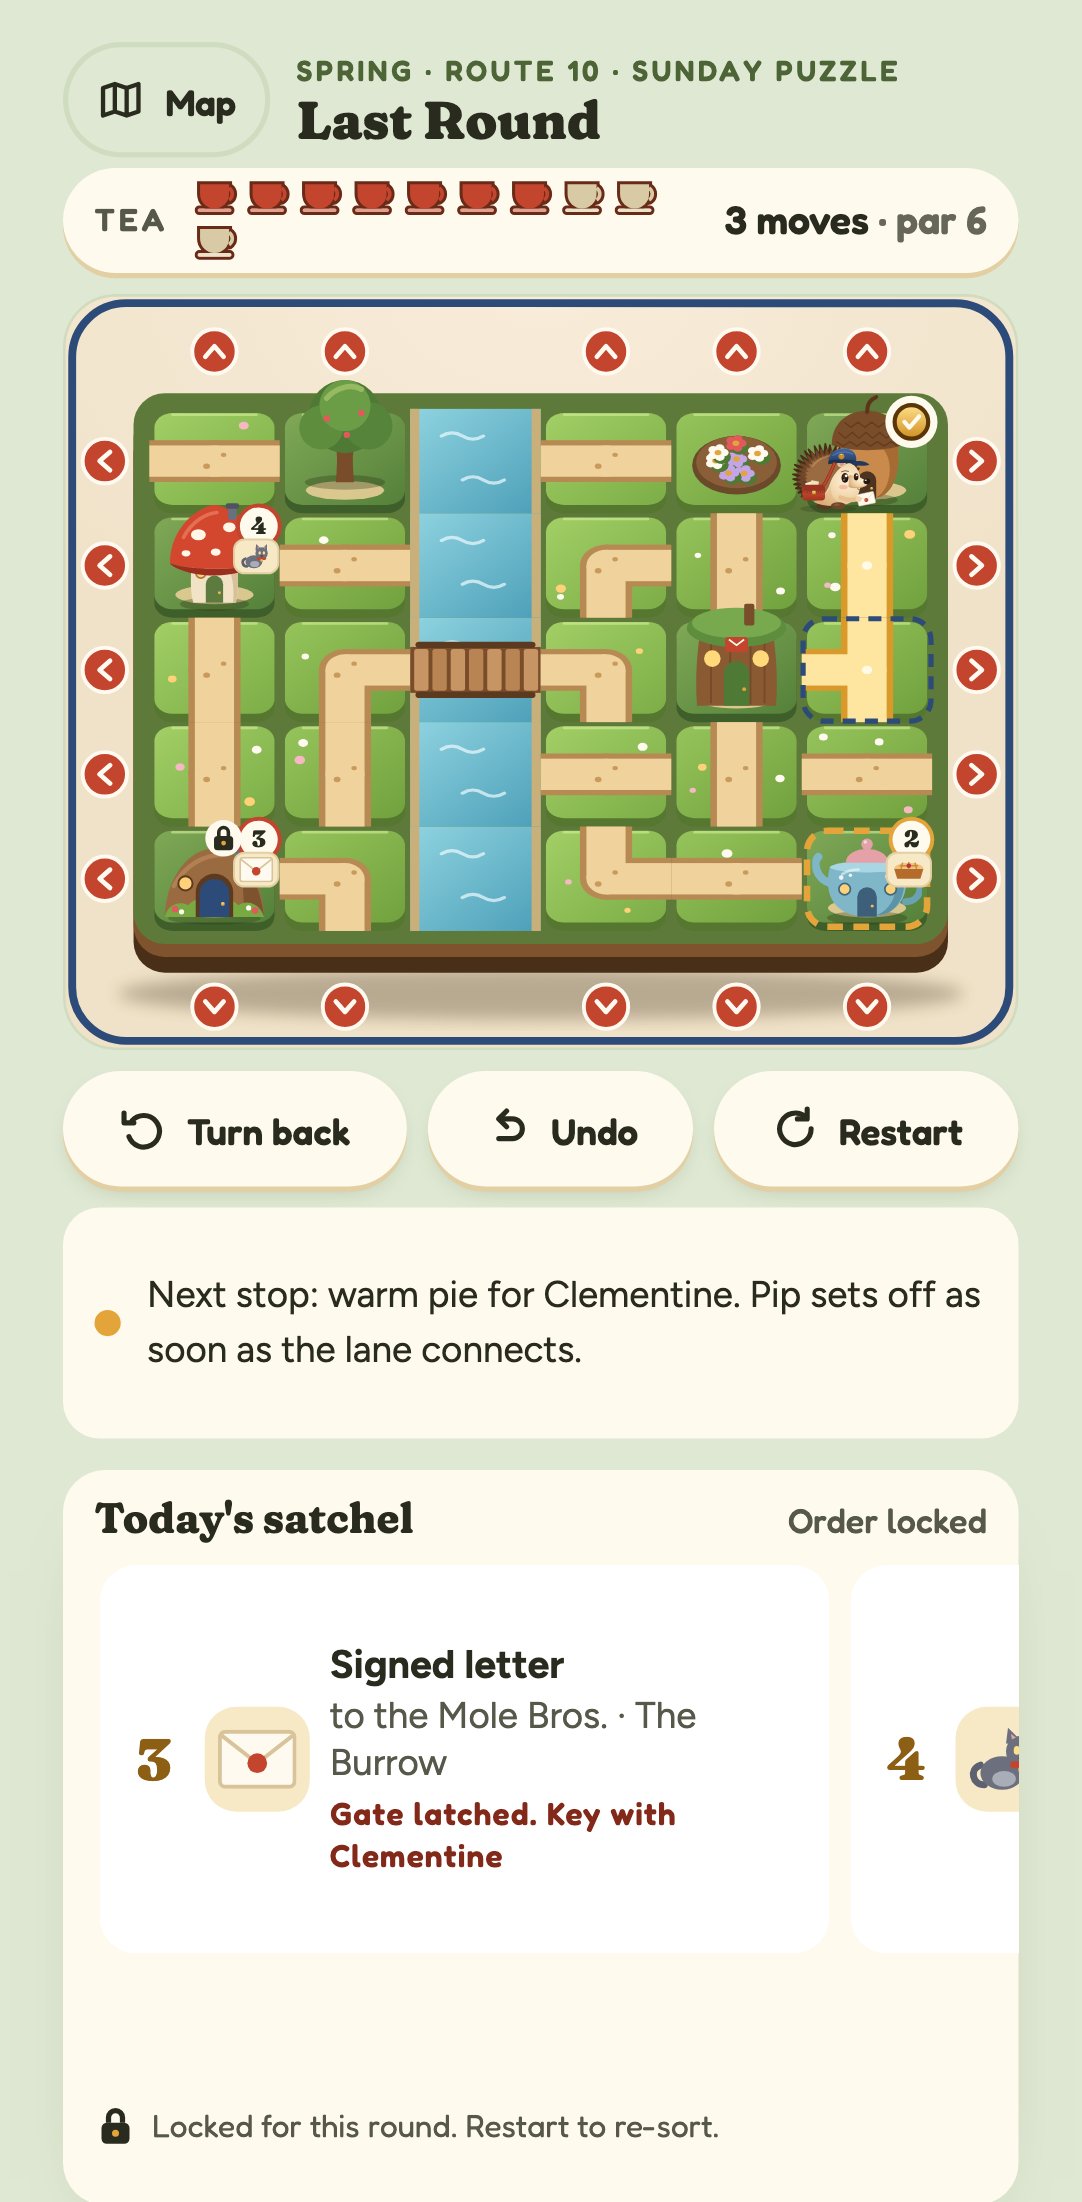 Map
SPRING · ROUTE 10 · SUNDAY PUZZLE
Last Round
TEA
3 moves · par 6
4
3
2
Turn back
Undo
Restart
Next stop: warm pie for Clementine. Pip sets off as
soon as the lane connects.
Today's satchel
Order locked
3
Signed letter
to the Mole Bros. · The
Burrow
Gate latched. Key with
Clementine
4
Locked for this round. Restart to re-sort.